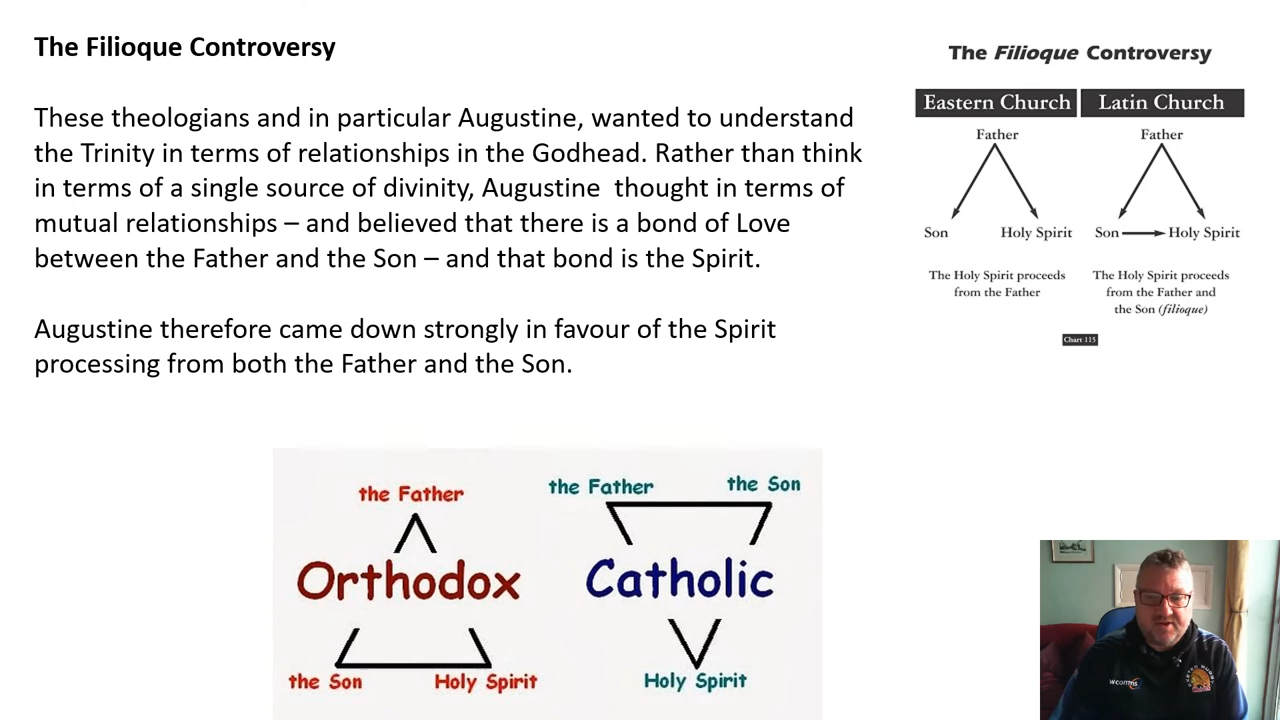 The Filioque Controversy
These theologians and in particular Augustine, wanted to understand
the Trinity in terms of relationships in the Godhead. Rather than think
in terms of a single source of divinity, Augustine  thought in terms of
mutual relationships – and believed that there is a bond of Love
between the Father and the Son – and that bond is the Spirit.
Augustine therefore came down strongly in favour of the Spirit
processing from both the Father and the Son.
The Filioque Controversy
Eastern Church
Father
Son
Holy Spirit
The Holy Spirit proceeds
from the Father
Latin Church
Father
Son
Holy Spirit
The Holy Spirit proceeds
from the Father and
the Son (filioque)
Chart 115
the Father
Orthodox
the Son
Holy Spirit
the Father
the Son
Catholic
Holy Spirit